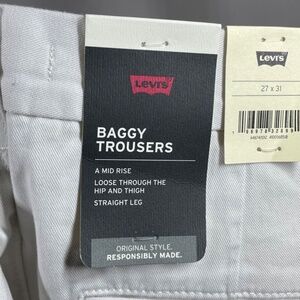 Levi's
BAGGY
TROUSERS
A MID RISE
LOOSE THROUGH THE
HIP AND THIGH
STRAIGHT LEG
ORIGINAL STYLE.
RESPONSIBLY MADE.
Levi's
27 x 31